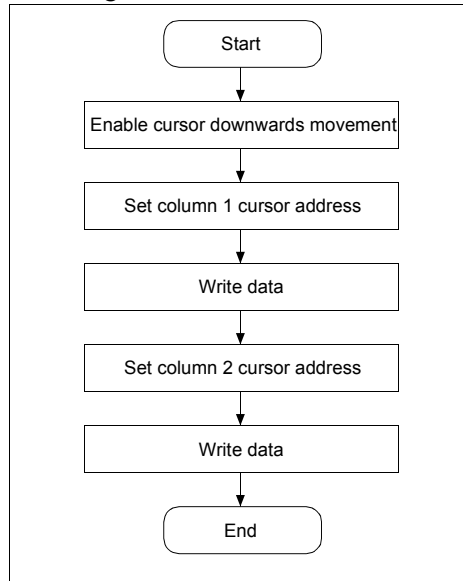 Start
Enable cursor downwards movement
Set column 1 cursor address
Write data
Set column 2 cursor address
Write data
End